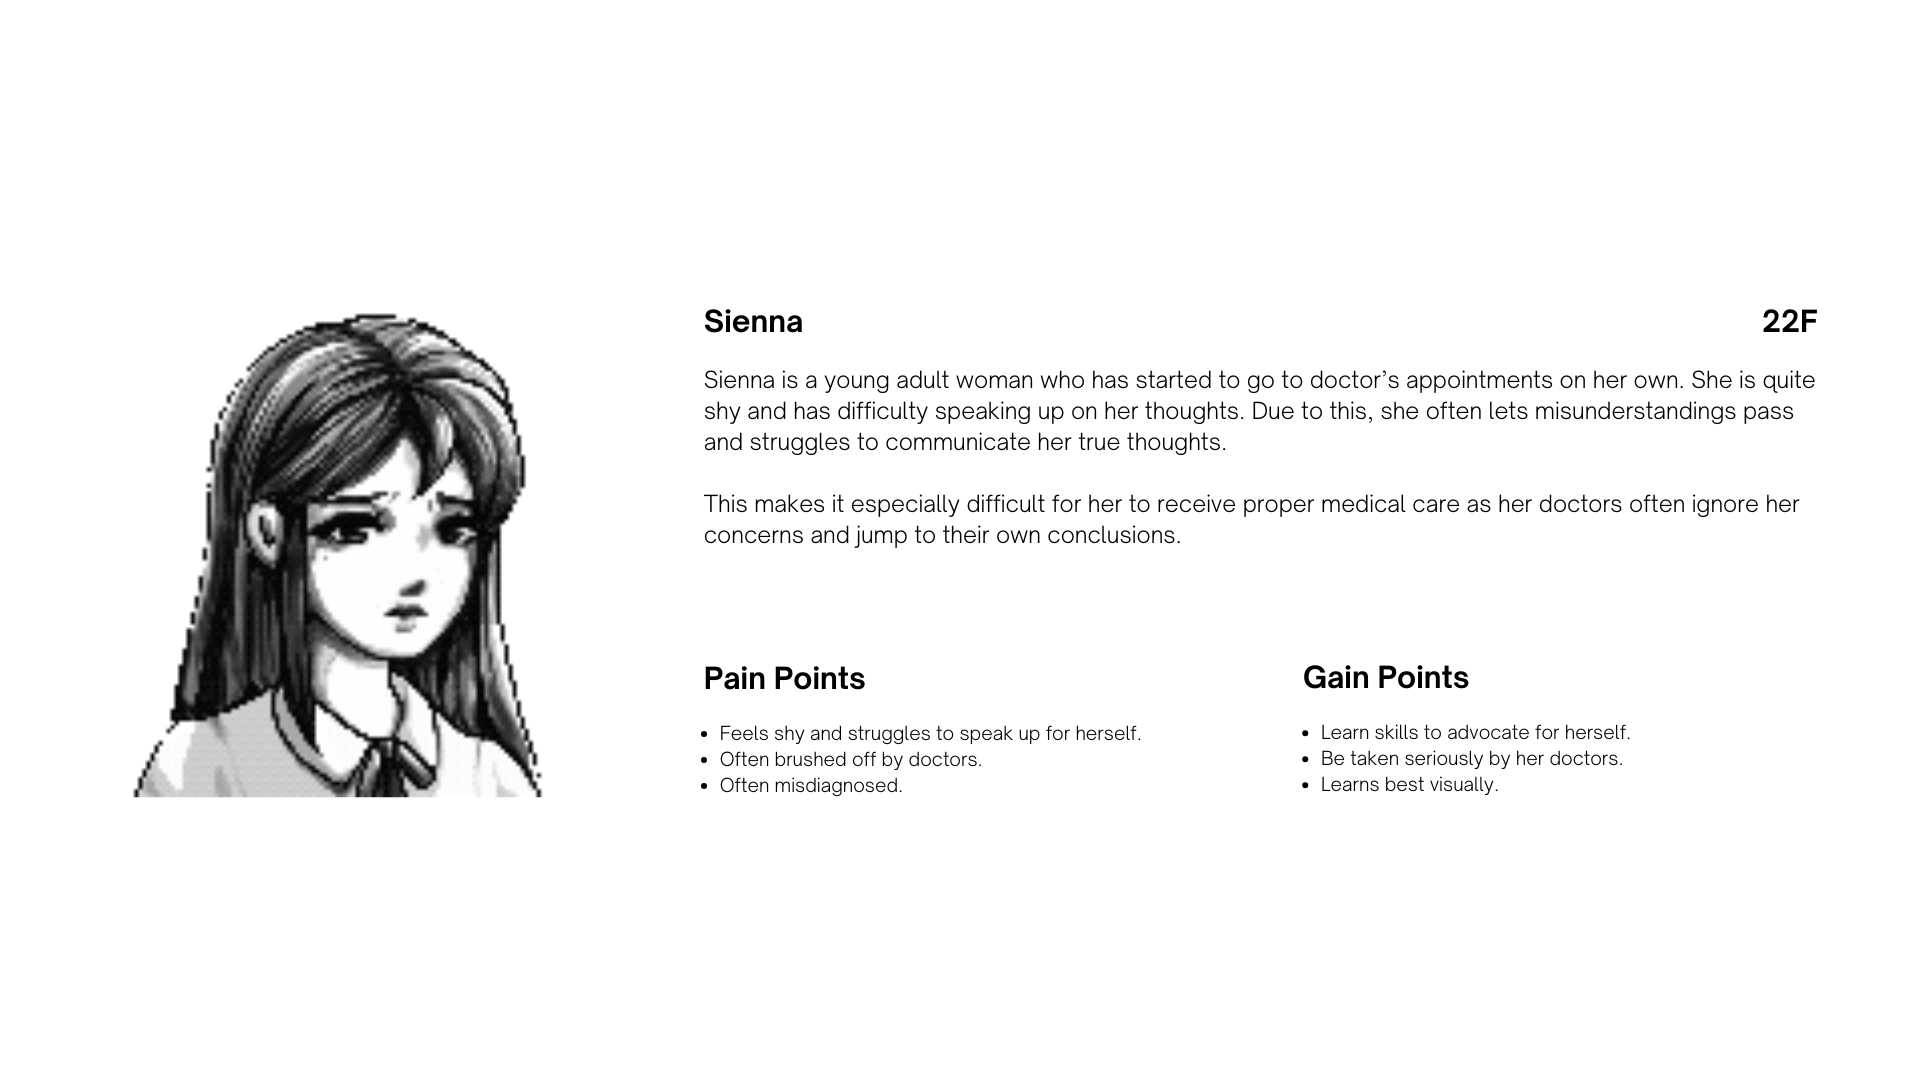 Sienna
22F
Sienna is a young adult woman who has started to go to doctor’s appointments on her own. She is quite
shy and has difficulty speaking up on her thoughts. Due to this, she often lets misunderstandings pass
and struggles to communicate her true thoughts.
This makes it especially difficult for her to receive proper medical care as her doctors often ignore her
concerns and jump to their own conclusions.
Pain Points
• Feels shy and struggles to speak up for herself.
• Often brushed off by doctors.
• Often misdiagnosed.
Gain Points
• Learn skills to advocate for herself.
• Be taken seriously by her doctors.
• Learns best visually.